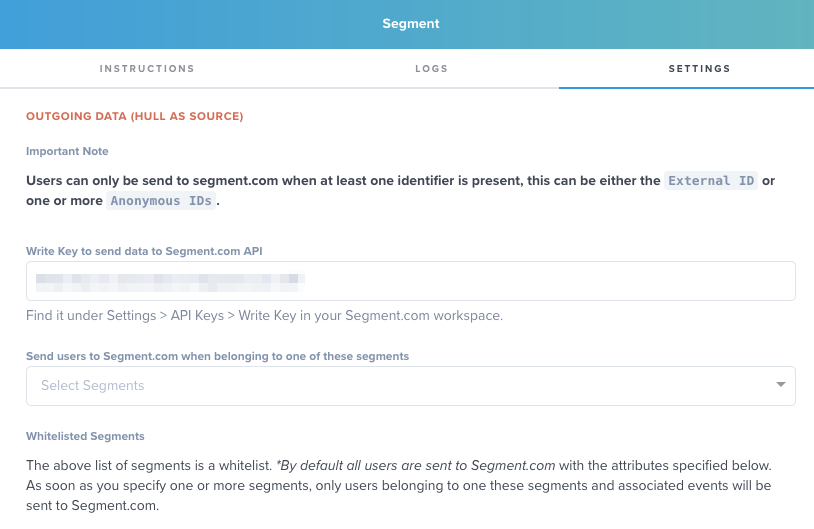 Segment
INSTRUCTIONS
LOGS
SETTINGS
OUTGOING DATA (HULL AS SOURCE)
Important Note
Users can only be send to segment.com when at least one identifier is present, this can be either the External ID or
one or more Anonymous IDs.
Write Key to send data to Segment.com API
Find it under Settings > API Keys > Write Key in your Segment.com workspace.
Send users to Segment.com when belonging to one of these segments
Select Segments
Whitelisted Segments
The above list of segments is a whitelist. *By default all users are sent to Segment.com with the attributes specified below.
As soon as you specify one or more segments, only users belonging to one these segments and associated events will be
sent to Segment.com.